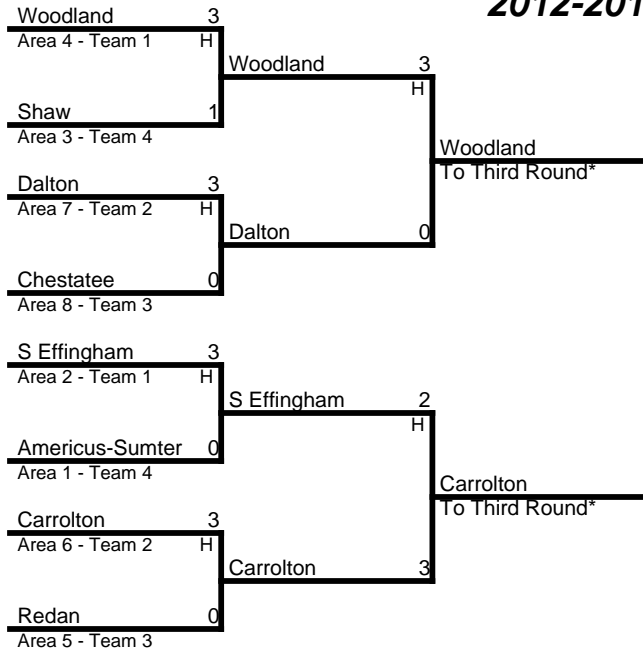 2012-201
Woodland 3
Area 4 - Team 1 H
Woodland 3
H
Shaw 1
Area 3 - Team 4
Woodland
To Third Round*
Dalton 3
Area 7 - Team 2 H
Dalton 0
Chestatee 0
Area 8 - Team 3
S Effingham 3
Area 2 - Team 1 H
S Effingham 2
H
Americus-Sumter 0
Area 1 - Team 4
Carrolton
To Third Round*
Carrolton 3
Area 6 - Team 2 H
Carrolton 3
Redan 0
Area 5 - Team 3